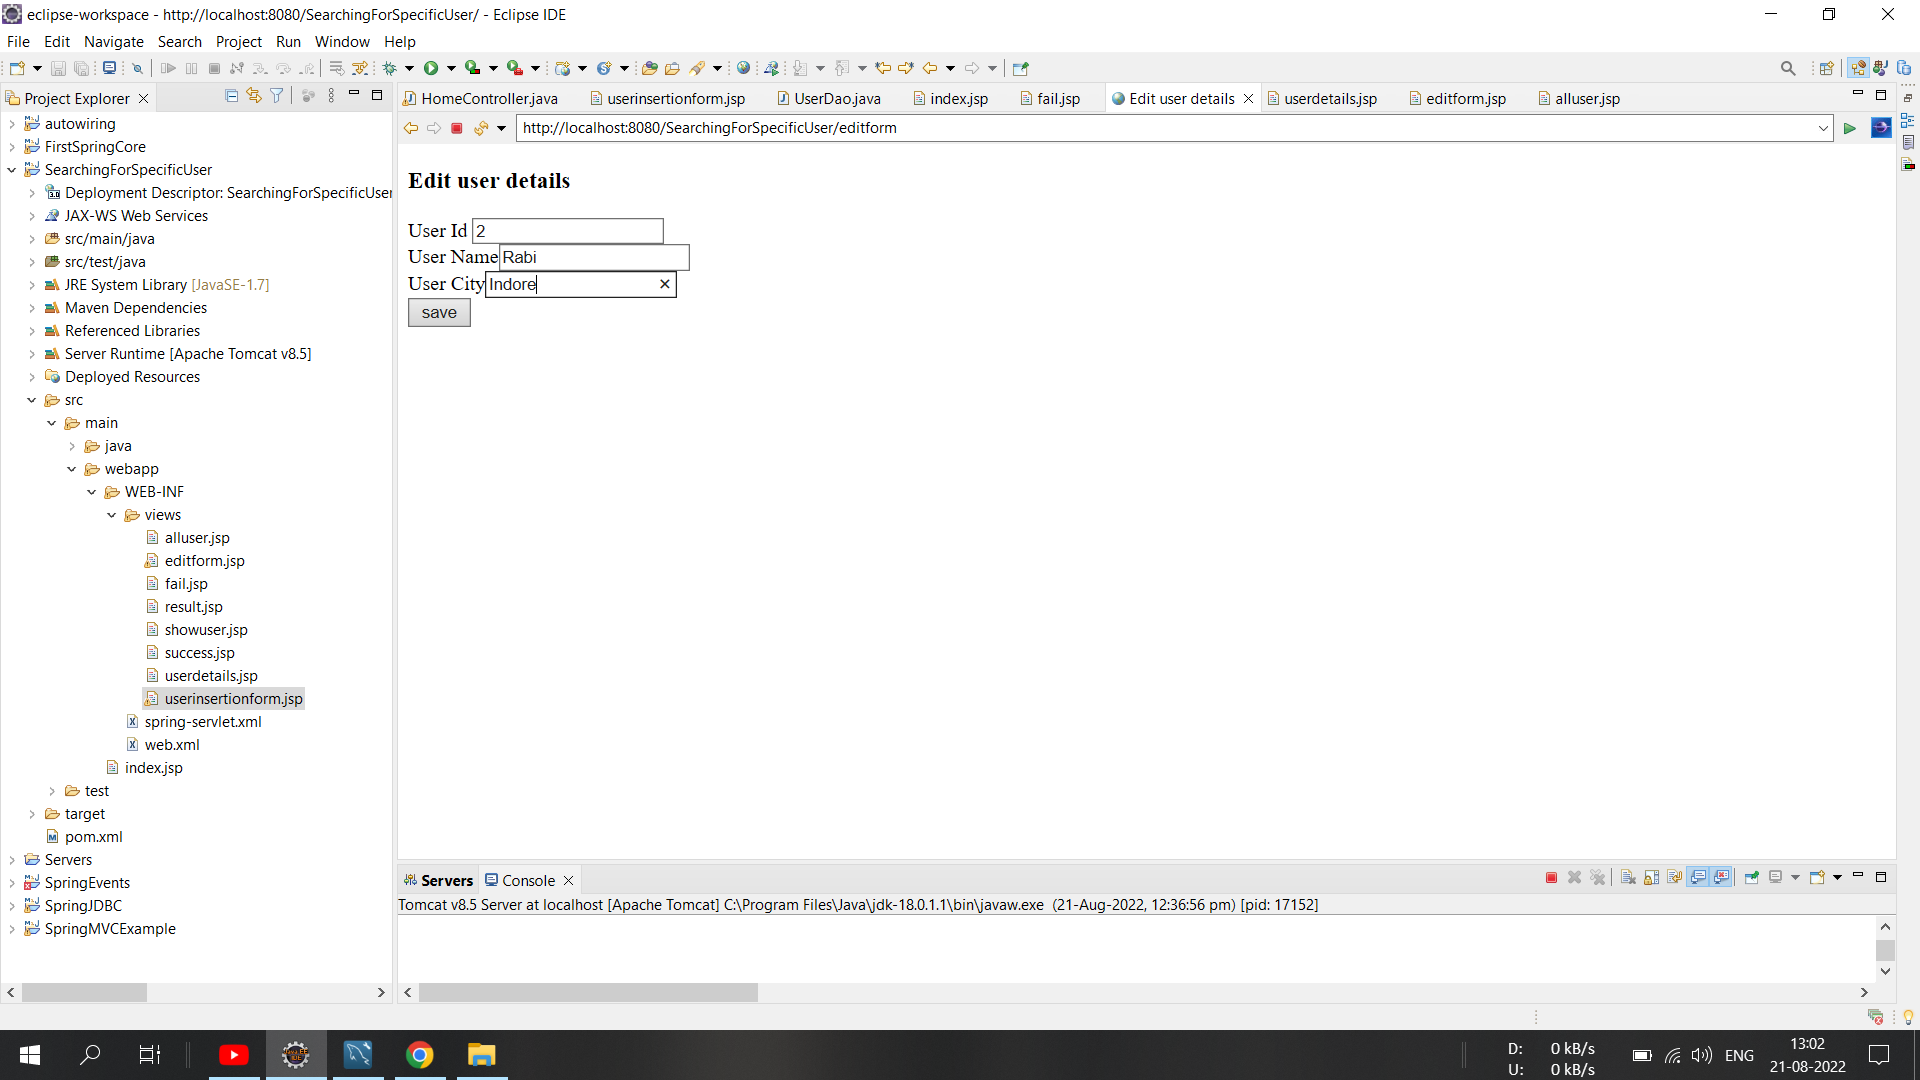 eclipse-workspace - http://localhost:8080/SearchingForSpecificUser/ - Eclipse IDE
File Edit Navigate Search Project Run Window Help
Project Explorer
autowiring
FirstSpringCore
SearchingForSpecificUser
Deployment Descriptor: SearchingForSpecificUser
JAX-WS Web Services
src/main/java
src/test/java
JRE System Library [JavaSE-1.7]
Maven Dependencies
Referenced Libraries
Server Runtime [Apache Tomcat v8.5]
Deployed Resources
src
main
java
webapp
WEB-INF
views
alluser.jsp
editform.jsp
fail.jsp
result.jsp
showuser.jsp
success.jsp
userdetails.jsp
userinsertionform.jsp
spring-servlet.xml
web.xml
index.jsp
test
target
pom.xml
Servers
SpringEvents
SpringJDBC
SpringMVCExample
HomeController.java userinsertionform.jsp UserDao.java index.jsp fail.jsp Edit user details userdetails.jsp editform.jsp alluser.jsp
http://localhost:8080/SearchingForSpecificUser/editform
Edit user details
User Id 2
User Name Rabi
User City Indore
save
Servers Console
Tomcat v8.5 Server at localhost [Apache Tomcat] C:\Program Files\Java\jdk-18.0.1.1\bin\javaw.exe (21-Aug-2022, 12:36:56 pm) [pid: 17152]
D: 0 kB/s
U: 0 kB/s
ENG
13:02
21-08-2022